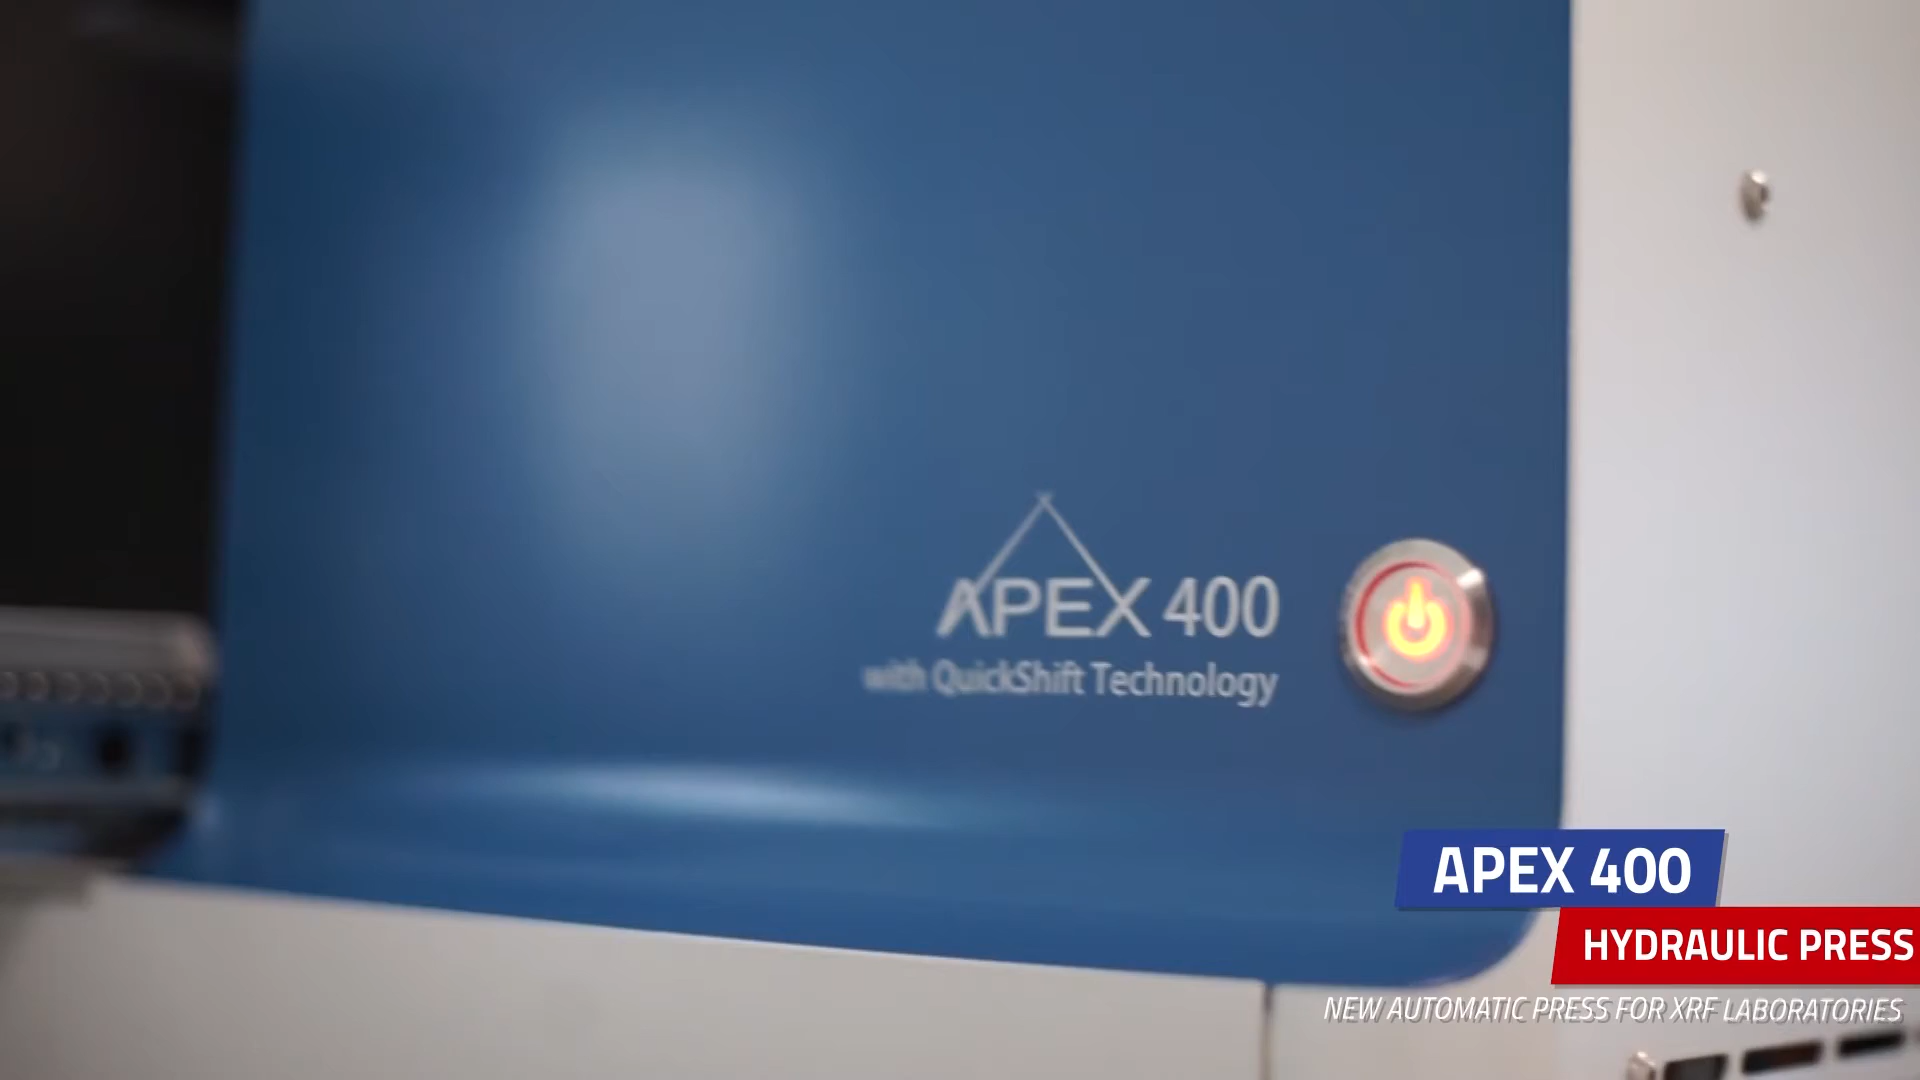 APEX 400
with QuickShift Technology
APEX 400
HYDRAULIC PRESS
NEW AUTOMATIC PRESS FOR XRF LABORATORIES